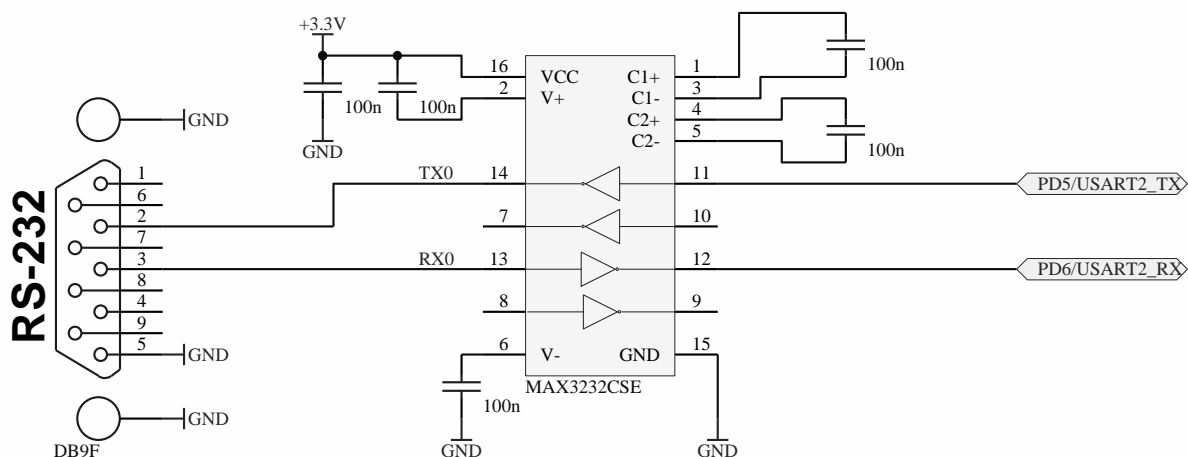 +3.3V
100n
100n
GND
16
VCC
2
V+
C1+
1
C1-
3
C2+
4
C2-
5
100n
100n
GND
RS-232
1
6
2
7
3
8
4
9
5
GND
GND
DB9F
TX0
14
11
PD5/USART2_TX
7
10
RX0
13
12
PD6/USART2_RX
8
9
6
V-
GND
15
MAX3232CSE
100n
GND
GND